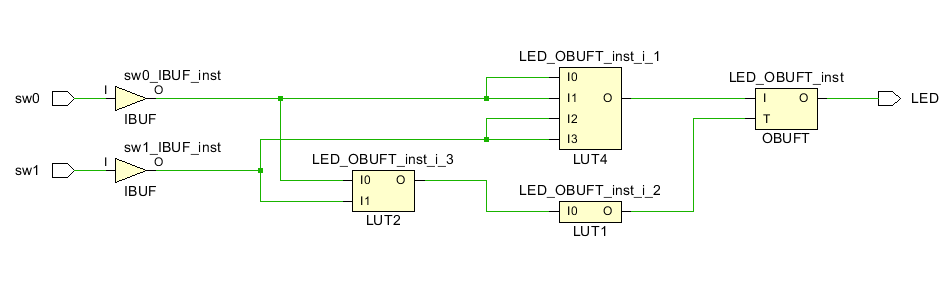 LED_OBUFT_inst_i_1
sw0_IBUF_inst
I0
LED_OBUFT_inst
sw0
I
O
I1
O
I
O
LED
IBUF
I2
T
sw1_IBUF_inst
I3
OBUFT
LED_OBUFT_inst_i_3
LUT4
sw1
I
O
I0
O
LED_OBUFT_inst_i_2
IBUF
I1
I0
O
LUT2
LUT1